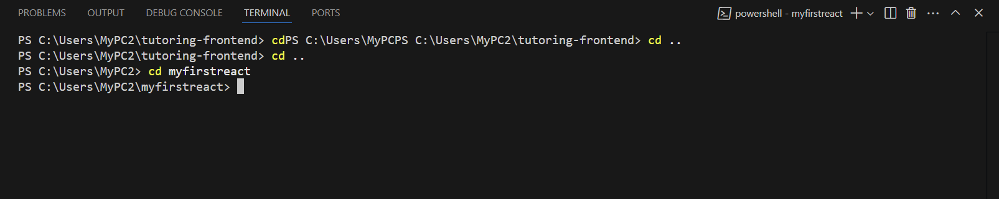 PROBLEMS OUTPUT DEBUG CONSOLE TERMINAL PORTS powershell - myfirstreact
PS C:\Users\MyPC2\tutoring-frontend> cdPS C:\Users\MyPCPS C:\Users\MyPC2\tutoring-frontend> cd ..
PS C:\Users\MyPC2\tutoring-frontend> cd ..
PS C:\Users\MyPC2> cd myfirstreact
PS C:\Users\MyPC2\myfirstreact>